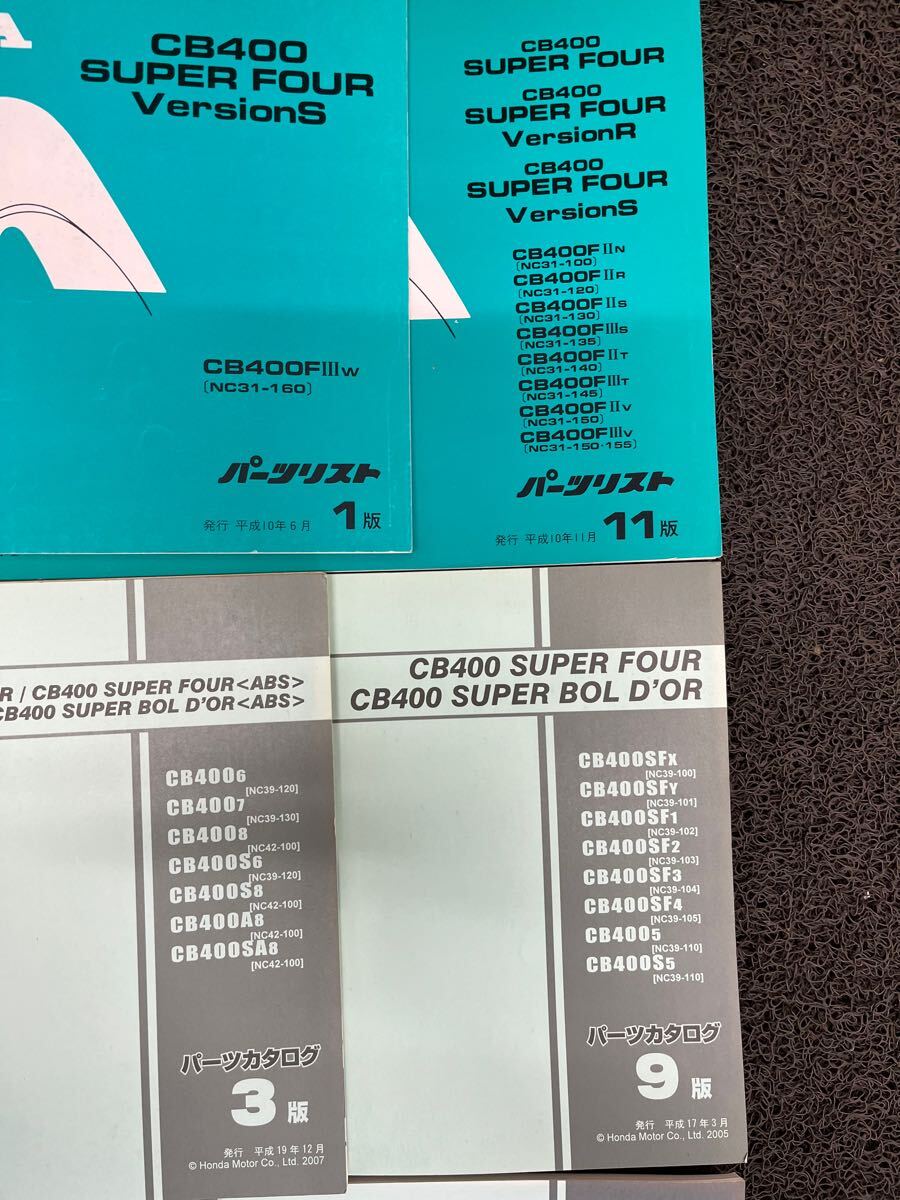 A
CB400
SUPER FOUR
VersionS
CB400FⅢW
〔NC31-160〕
パーツリスト
発行 平成10年6月 1版
CB400
SUPER FOUR
CB400
SUPER FOUR
VersionR
CB400
SUPER FOUR
VersionS
CB400FⅡN
〔NC31-100〕
CB400FⅡR
〔NC31-120〕
CB400FⅡS
〔NC31-130〕
CB400FⅢS
〔NC31-135〕
CB400FⅡT
〔NC31-140〕
CB400FⅢT
〔NC31-145〕
CB400FⅡV
〔NC31-150〕
CB400FⅢV
〔NC31-150·155〕
パーツリスト
発行 平成10年11月 11版
R / CB400 SUPER FOUR<ABS>
CB400 SUPER BOL D'OR<ABS>
CB4006
[NC39-120]
CB4007
[NC39-130]
CB4008
[NC42-100]
CB400S6
[NC39-120]
CB400S8
[NC42-100]
CB400A8
[NC42-100]
CB400SA8
[NC42-100]
パーツカタログ
3版
発行 平成19年12月
© Honda Motor Co., Ltd. 2007
CB400 SUPER FOUR
CB400 SUPER BOL D'OR
CB400SFX
[NC39-100]
CB400SFY
[NC39-101]
CB400SF1
[NC39-102]
CB400SF2
[NC39-103]
CB400SF3
[NC39-104]
CB400SF4
[NC39-105]
CB4005
[NC39-110]
CB400S5
[NC39-110]
パーツカタログ
9版
発行 平成17年3月
© Honda Motor Co., Ltd. 2005